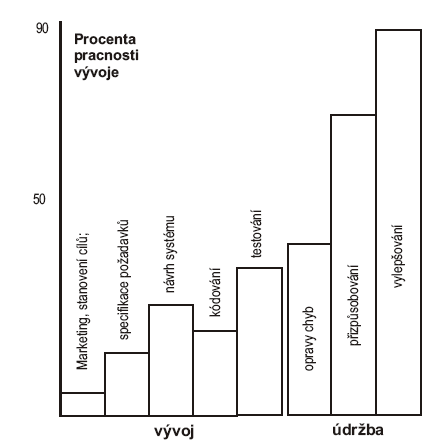 90
Procenta
pracnosti
vývoje
50
Marketing, stanovení cílů;
specifikace požadavků
návrh systému
kódování
testování
opravy chyb
přizpůsobování
vylepšování
vývoj
údržba